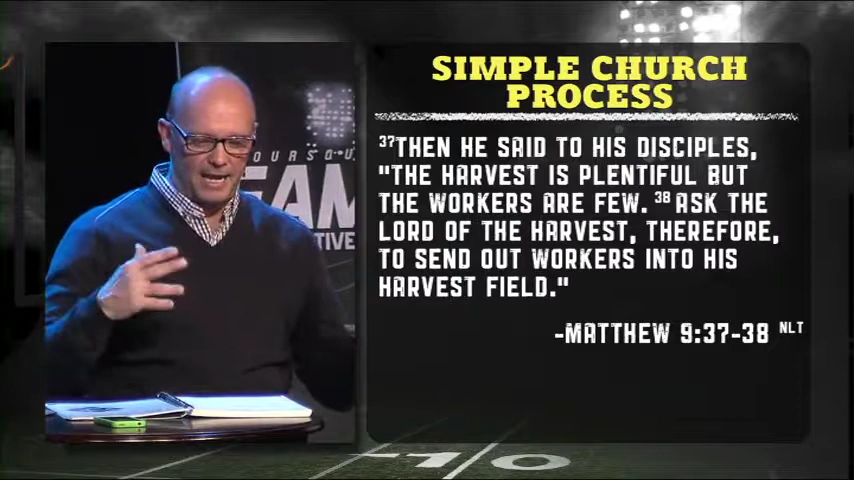 SIMPLE CHURCH
PROCESS
³⁷THEN HE SAID TO HIS DISCIPLES,
"THE HARVEST IS PLENTIFUL BUT
THE WORKERS ARE FEW. ³⁸ASK THE
LORD OF THE HARVEST, THEREFORE,
TO SEND OUT WORKERS INTO HIS
HARVEST FIELD."
-MATTHEW 9:37-38 NLT
10